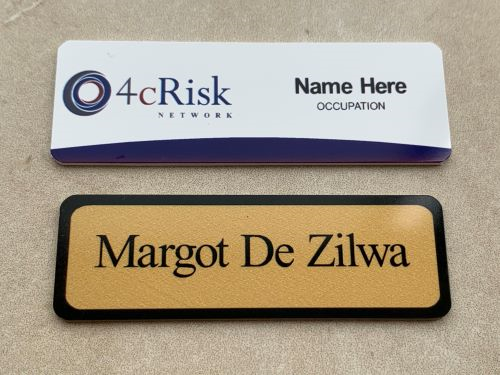 4cRisk
NETWORK
Name Here
OCCUPATION
Margot De Zilwa